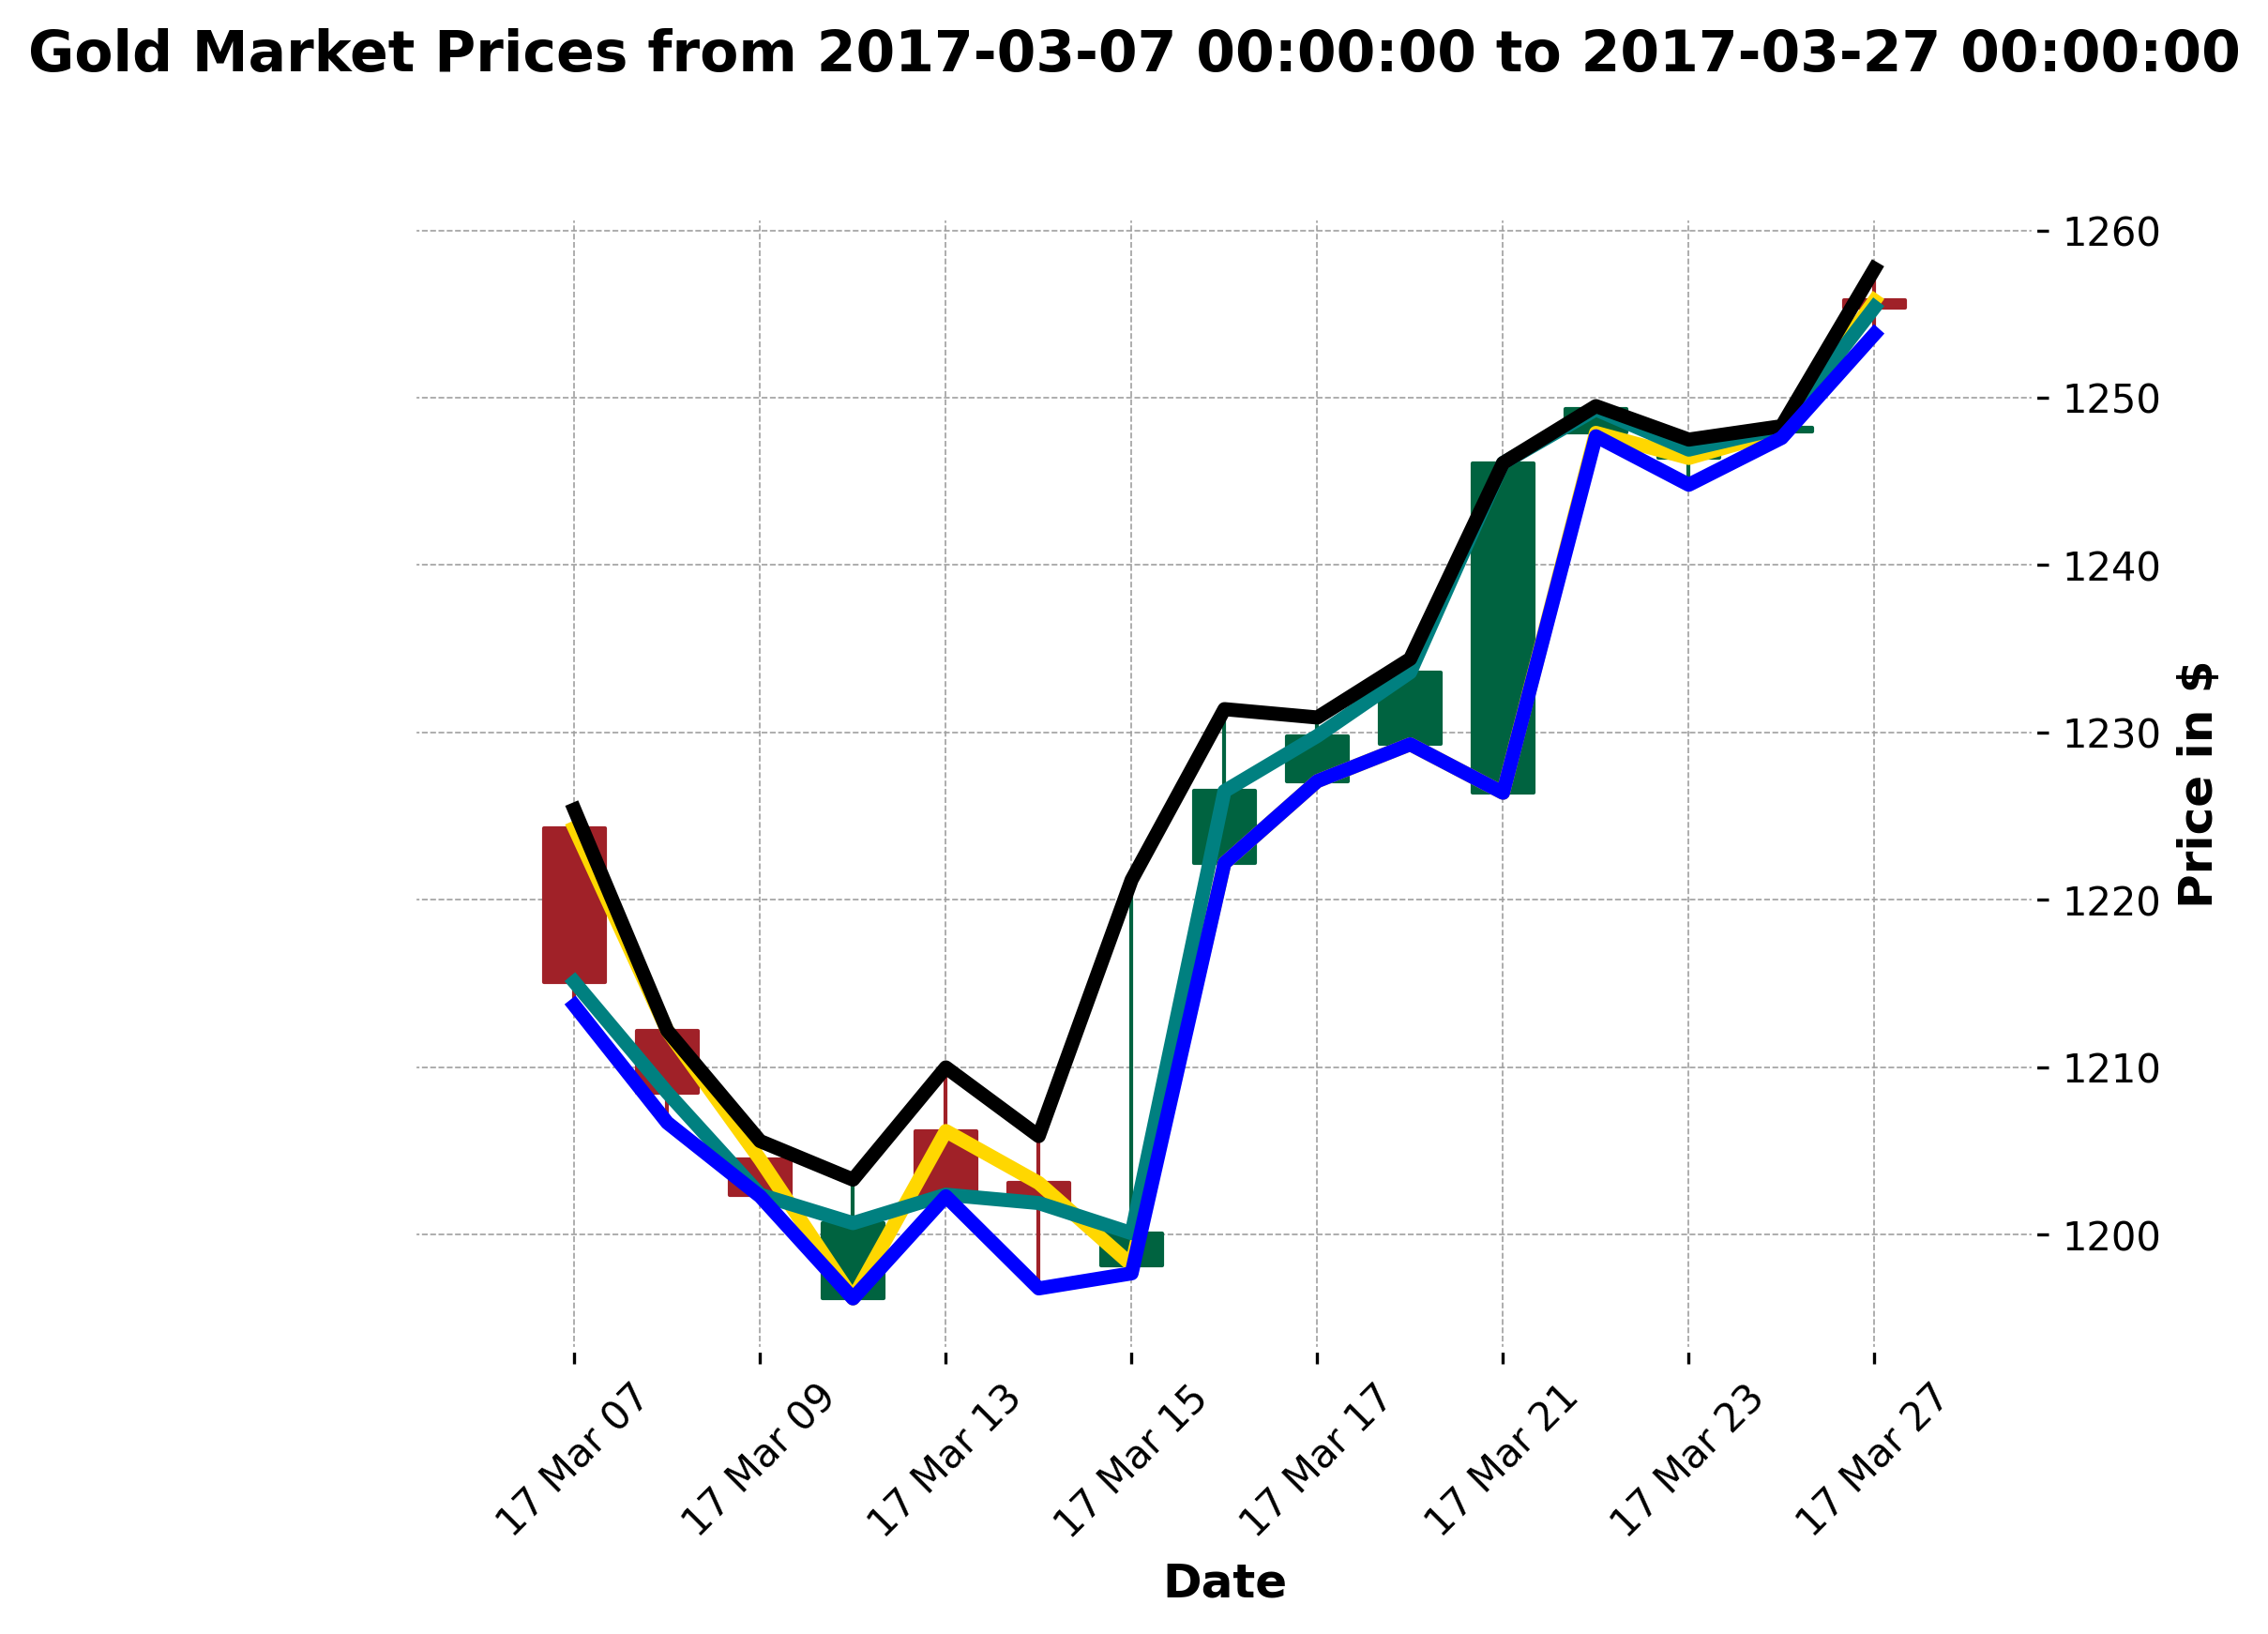 Gold Market Prices from 2017-03-07 00:00:00 to 2017-03-27 00:00:00
1260
1250
1240
1230
1220
1210
1200
Price in $
17 Mar 07
17 Mar 09
17 Mar 13
17 Mar 15
17 Mar 17
17 Mar 21
17 Mar 23
17 Mar 27
Date